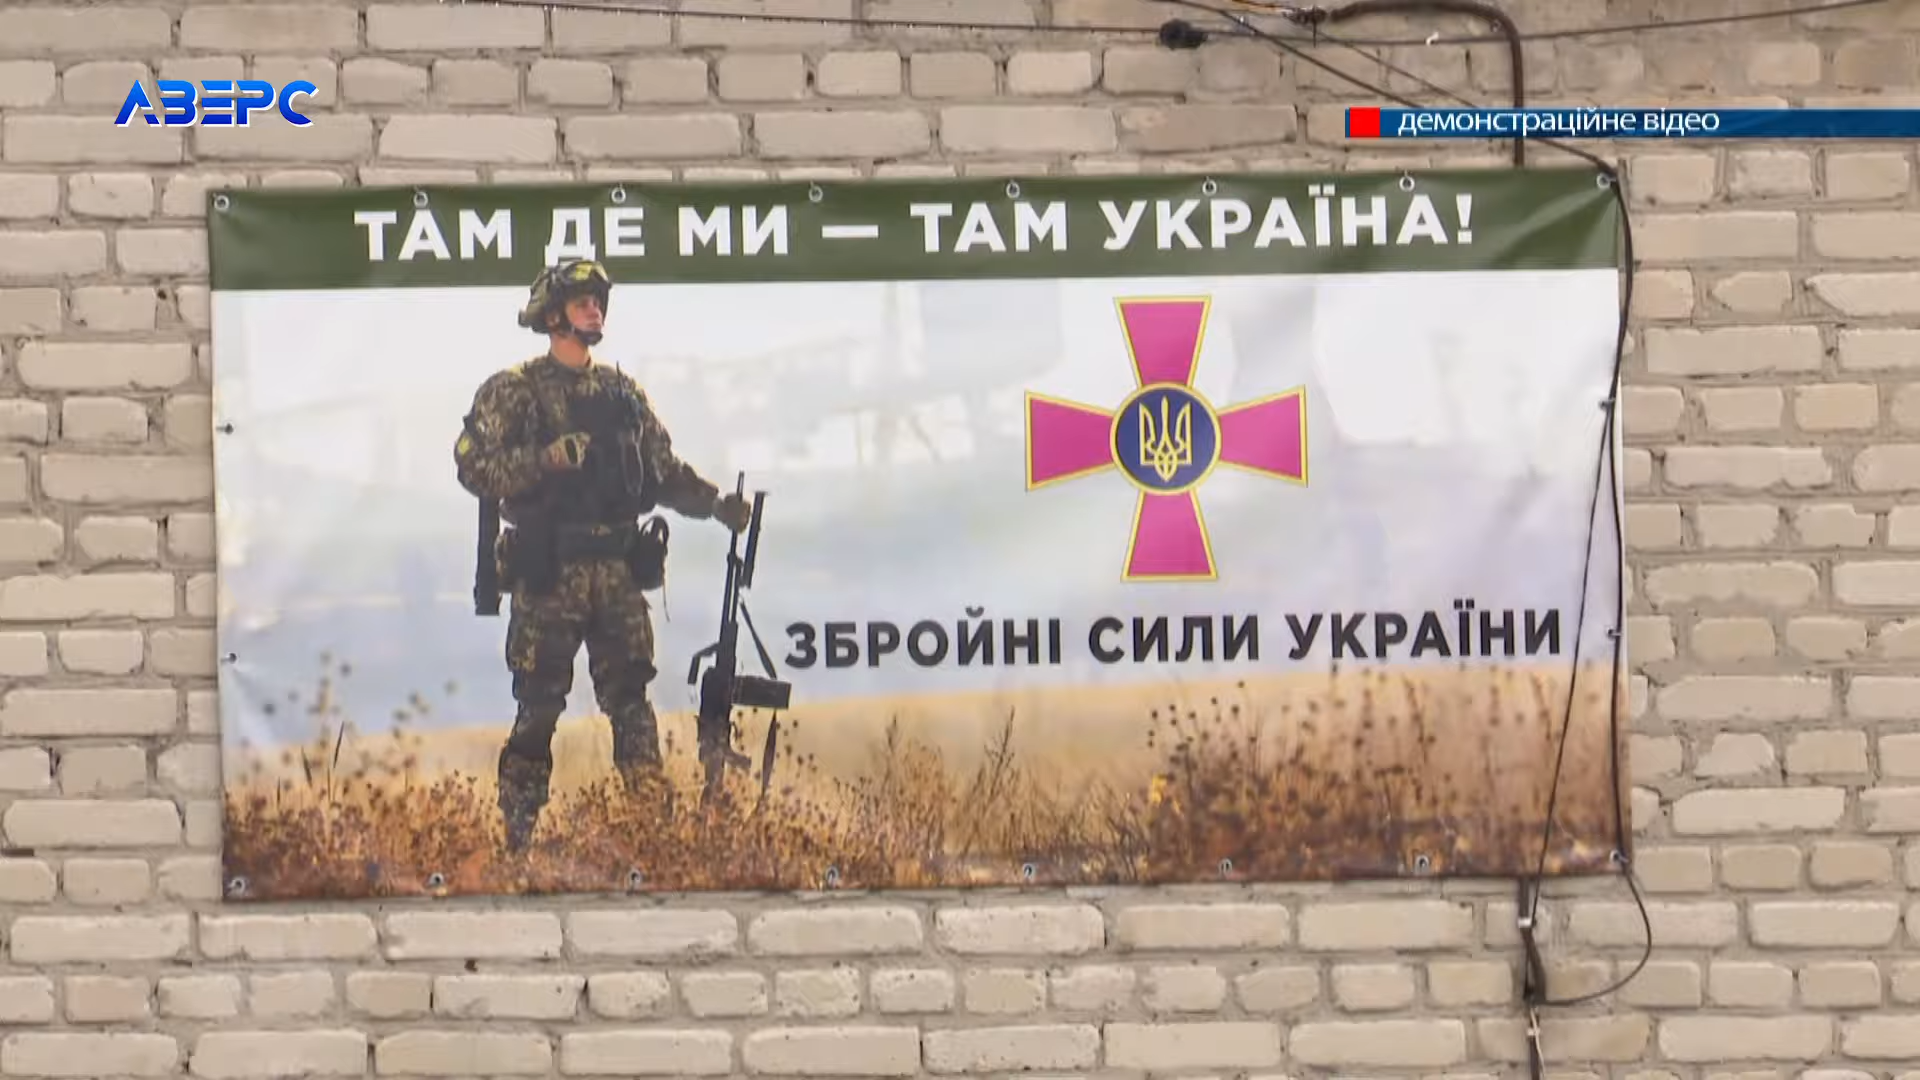 АВЕРС
демонстраційне відео
ТАМ ДЕ МИ — ТАМ УКРАЇНА!
ЗБРОЙНІ СИЛИ УКРАЇНИ